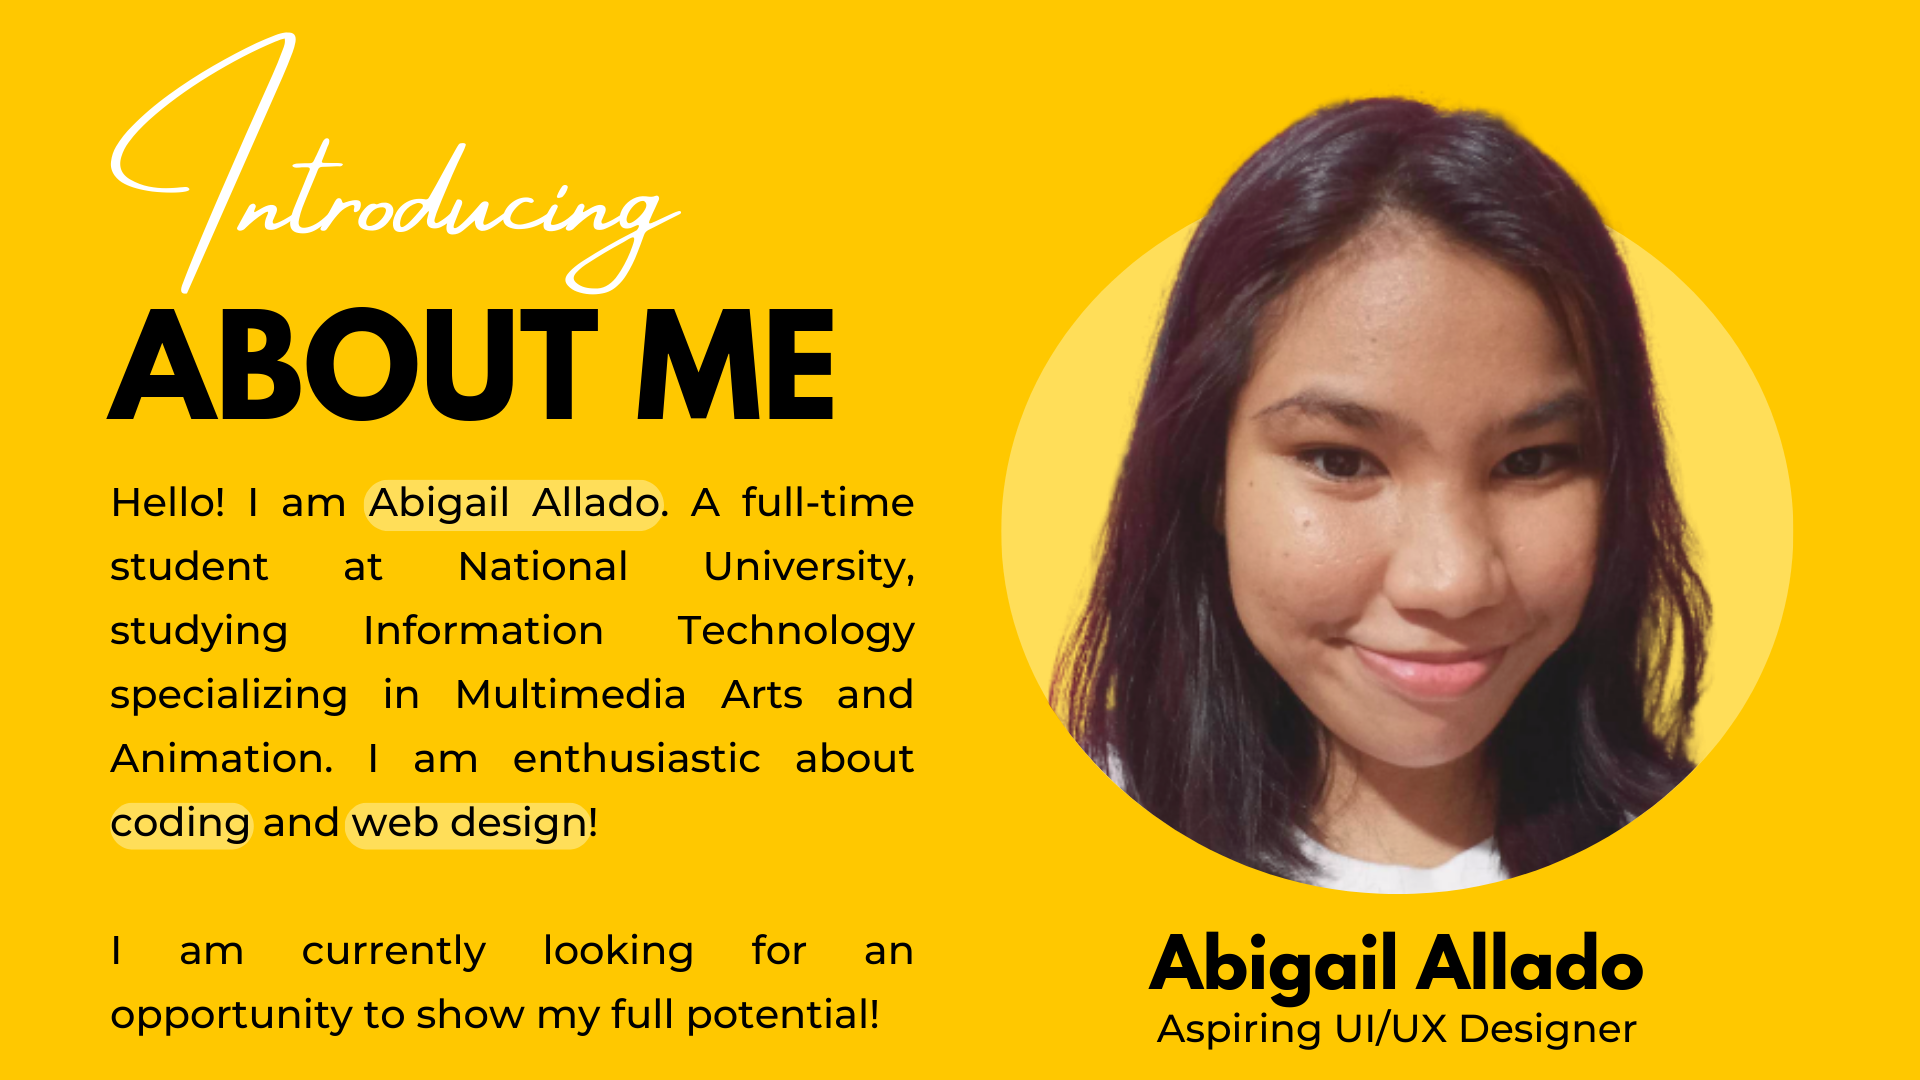 Introducing
ABOUT ME
Hello! I am Abigail Allado. A full-time
student at National University,
studying Information Technology
specializing in Multimedia Arts and
Animation. I am enthusiastic about
coding and web design!
I am currently looking for an
opportunity to show my full potential!
Abigail Allado
Aspiring UI/UX Designer